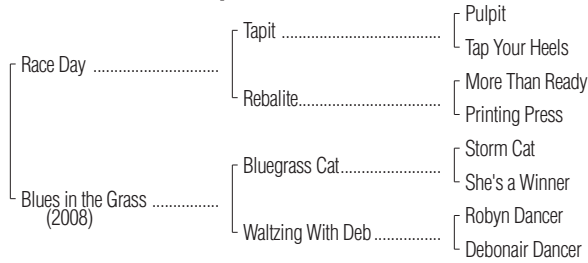 Pulpit
Tapit ..............................
Tap Your Heels
Race Day ..........................
More Than Ready
Rebalite............................
Printing Press
Storm Cat
Bluegrass Cat....................
She's a Winner
Blues in the Grass ..............
(2008)
Robyn Dancer
Waltzing With Deb ..............
Debonair Dancer